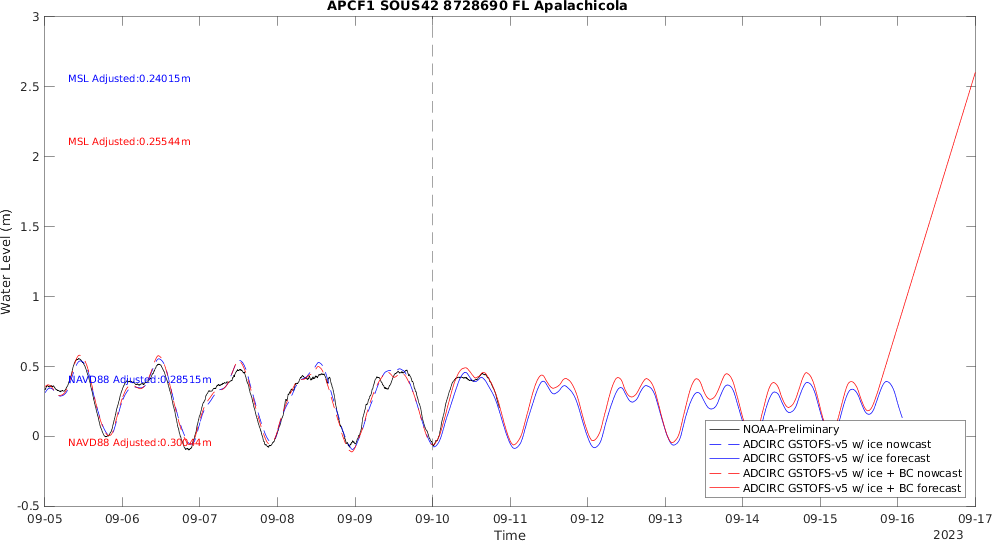 APCF1 SOUS42 8728690 FL Apalachicola
3
2.5
2
1.5
1
0.5
0
-0.5
Water Level (m)
MSL Adjusted:0.24015m
MSL Adjusted:0.25544m
NAVD88 Adjusted:0.28515m
NAVD88 Adjusted:0.30044m
NOAA-Preliminary
ADCIRC GSTOFS-v5 w/ ice nowcast
ADCIRC GSTOFS-v5 w/ ice forecast
ADCIRC GSTOFS-v5 w/ ice + BC nowcast
ADCIRC GSTOFS-v5 w/ ice + BC forecast
09-05 09-06 09-07 09-08 09-09 09-10 09-11 09-12 09-13 09-14 09-15 09-16 09-17
Time
2023